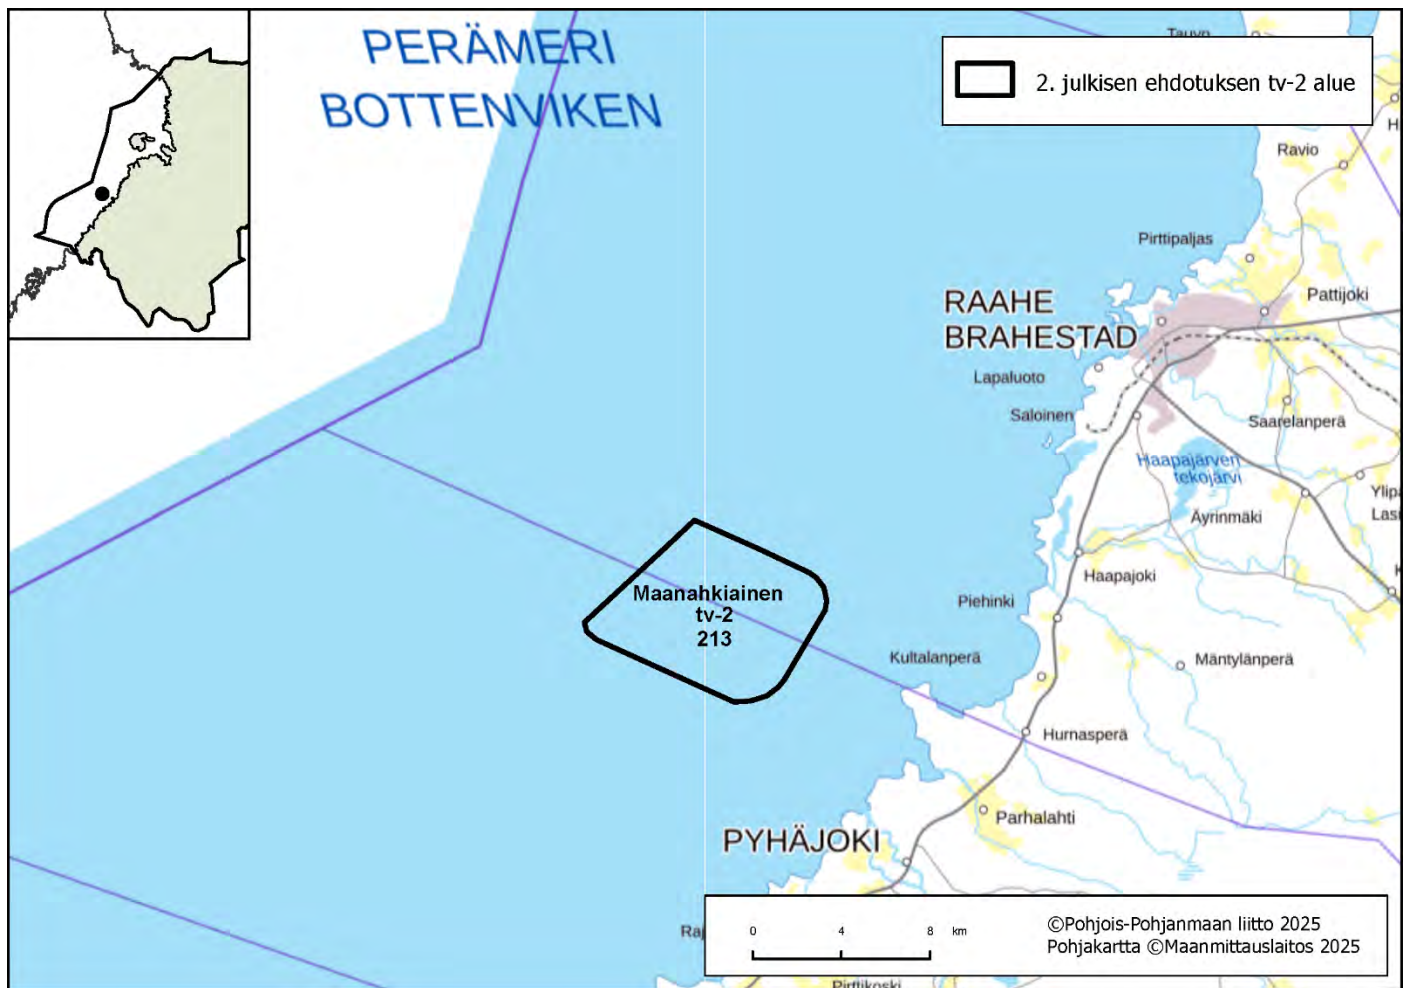 PERÄMERI
BOTTENVIKEN
2. julkisen ehdotuksen tv-2 alue
Ravio
Pirttipaljas
Pattijoki
RAAHE
BRAHESTAD
Lapaluoto
Saloinen
Saarelanperä
Haapajärven
tekojärvi
Äyrinmäki
Haapajoki
Piehinki
Maanahkiainen
tv-2
213
Kultalanperä
Mäntylänperä
Hurnasperä
Parhalahti
PYHÄJOKI
0 4 8 km
©Pohjois-Pohjanmaan liitto 2025
Pohjakartta ©Maanmittauslaitos 2025
Pirttikoski